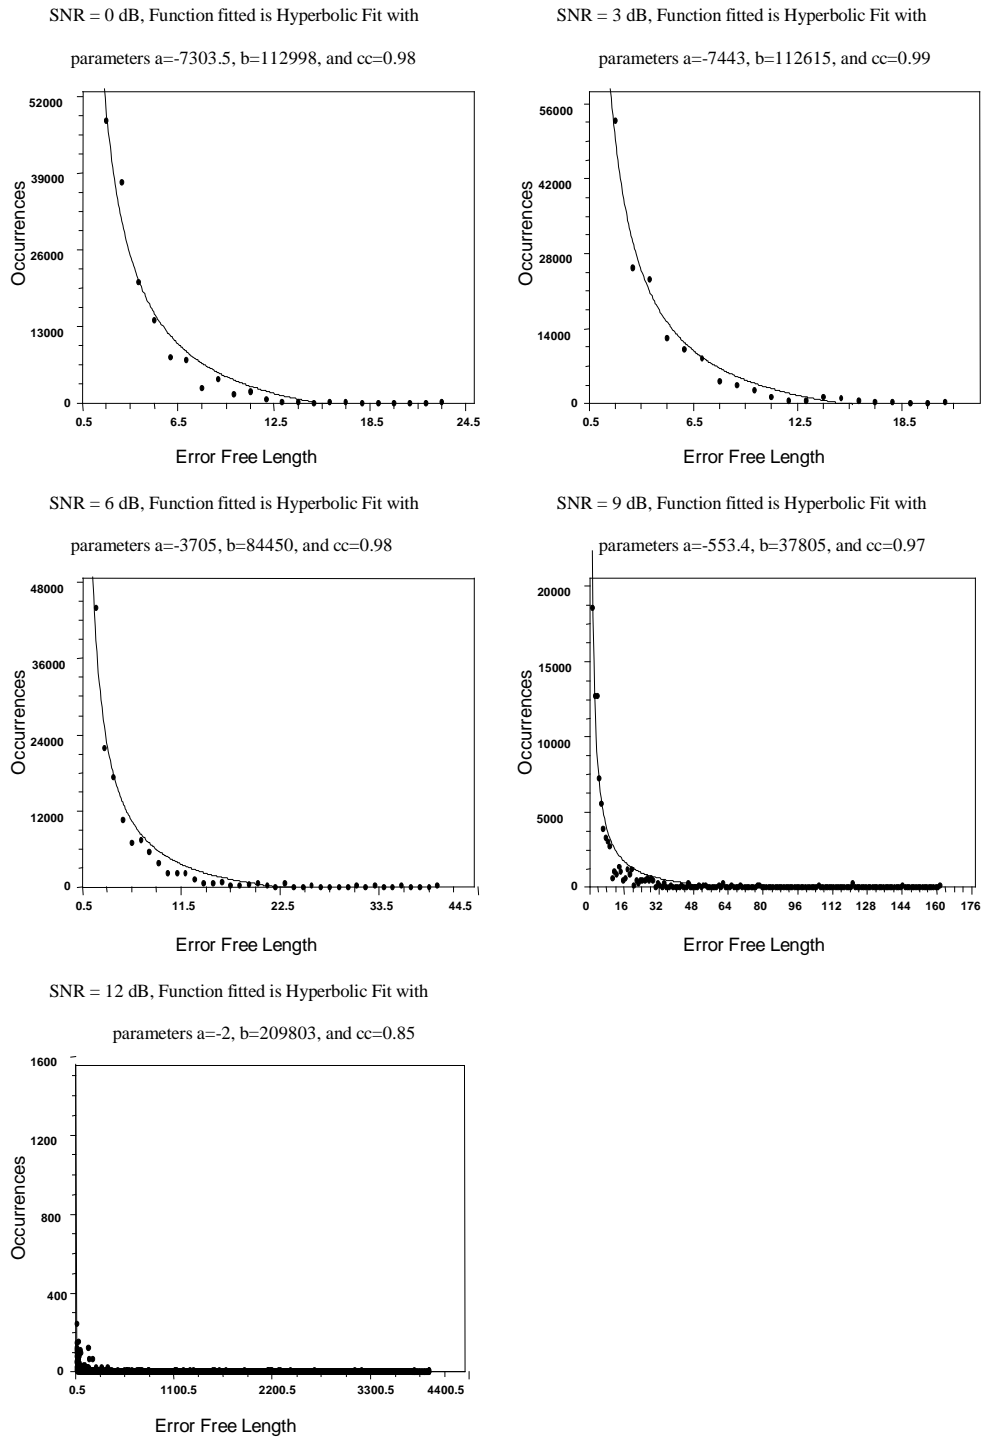 SNR = 0 dB, Function fitted is Hyperbolic Fit with
parameters a=-7303.5, b=112998, and cc=0.98
52000
39000
26000
13000
0
Occurrences
0.5 6.5 12.5 18.5 24.5
Error Free Length
SNR = 3 dB, Function fitted is Hyperbolic Fit with
parameters a=-7443, b=112615, and cc=0.99
56000
42000
28000
14000
0
Occurrences
0.5 6.5 12.5 18.5
Error Free Length
SNR = 6 dB, Function fitted is Hyperbolic Fit with
parameters a=-3705, b=84450, and cc=0.98
48000
36000
24000
12000
0
Occurrences
0.5 11.5 22.5 33.5 44.5
Error Free Length
SNR = 9 dB, Function fitted is Hyperbolic Fit with
parameters a=-553.4, b=37805, and cc=0.97
20000
15000
10000
5000
0
Occurrences
0 16 32 48 64 80 96 112 128 144 160 176
Error Free Length
SNR = 12 dB, Function fitted is Hyperbolic Fit with
parameters a=-2, b=209803, and cc=0.85
1600
1200
800
400
0
Occurrences
0.5 1100.5 2200.5 3300.5 4400.5
Error Free Length